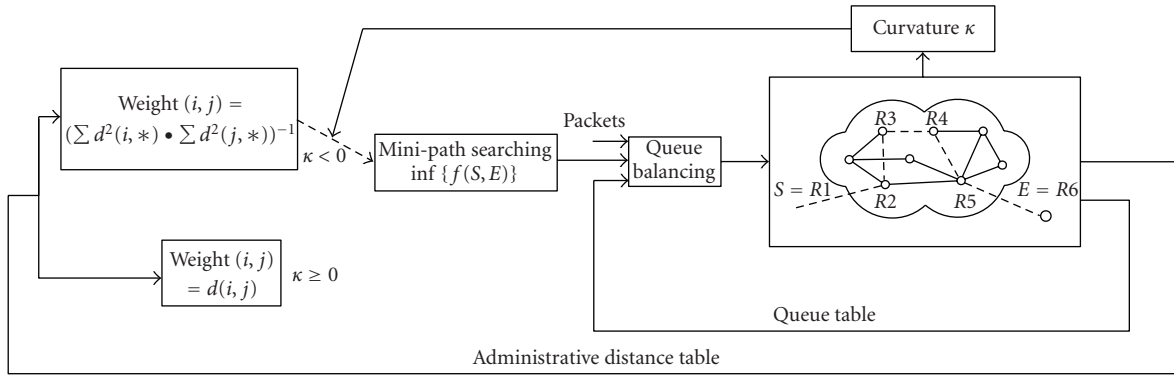 Curvature κ
Weight (i, j) =
(∑ d²(i, ∗) • ∑ d²(j, ∗))⁻¹
κ < 0
Mini-path searching
inf {f(S, E)}
Packets
Queue
balancing
R3
R4
S = R1
E = R6
R2
R5
Weight (i, j)
= d(i, j)
κ ≥ 0
Queue table
Administrative distance table